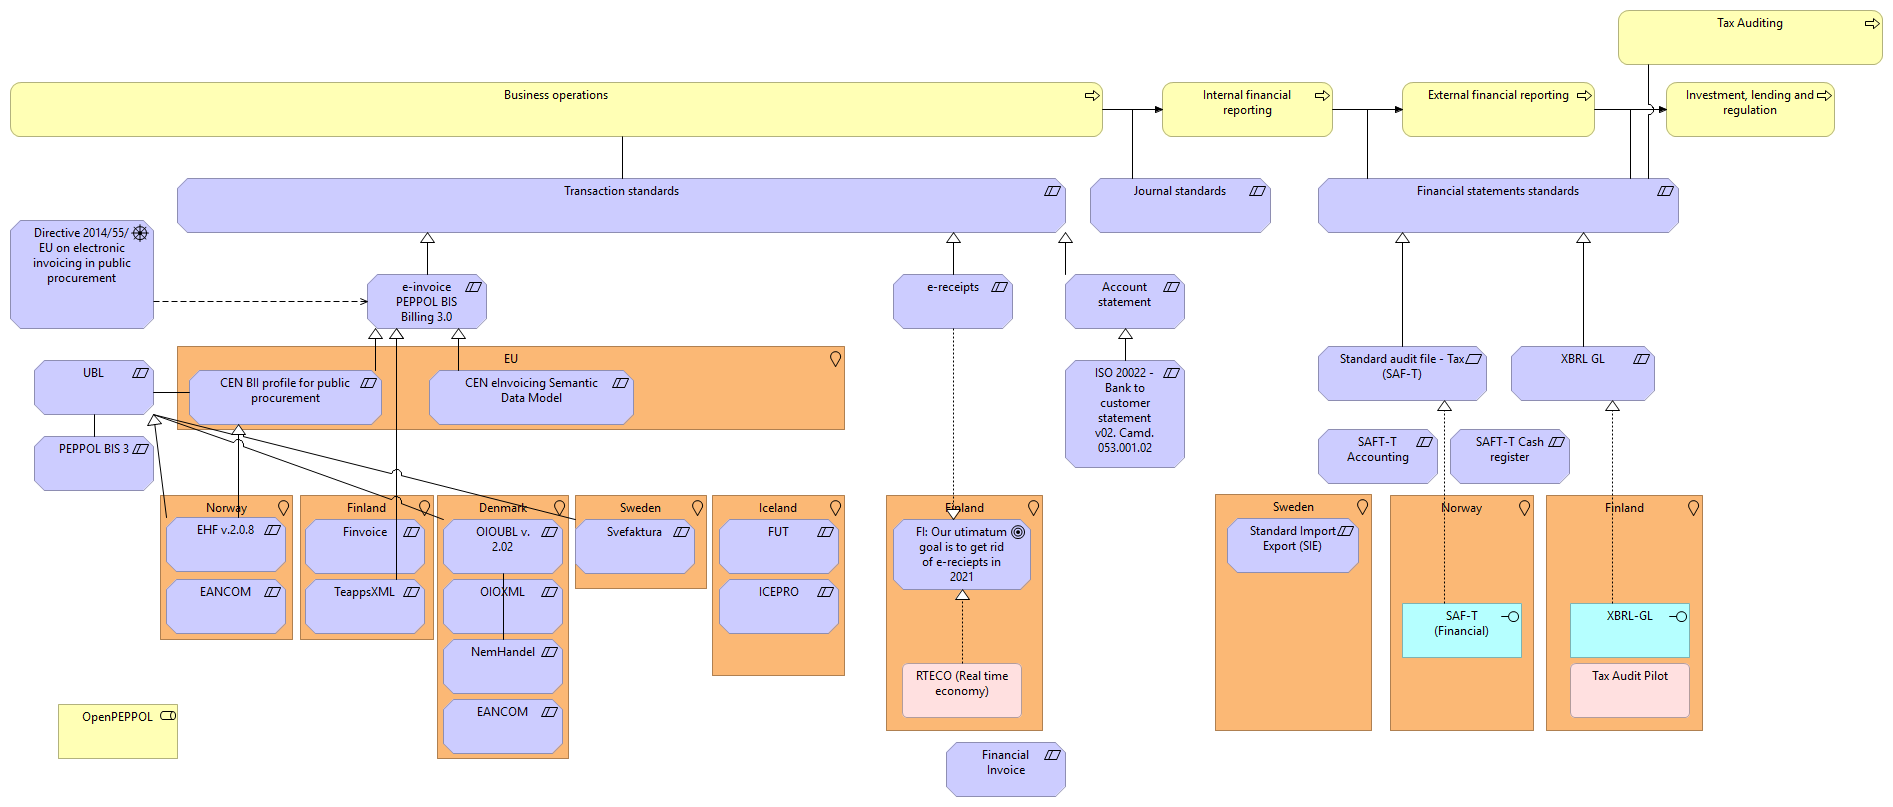 Tax Auditing
Business operations
Internal financial
reporting
External financial reporting
Investment, lending and
regulation
Transaction standards
Journal standards
Financial statements standards
Directive 2014/55/
EU on electronic
invoicing in public
procurement
e-invoice
PEPPOL BIS
Billing 3.0
e-receipts
Account
statement
EU
UBL
CEN BII profile for public
procurement
CEN eInvoicing Semantic
Data Model
ISO 20022 -
Bank to
customer
statement
v02. Camd.
053.001.02
Standard audit file - Tax
(SAF-T)
XBRL GL
PEPPOL BIS 3
SAFT-T
Accounting
SAFT-T Cash
register
Norway
EHF v.2.0.8
EANCOM
Finland
Finvoice
TeappsXML
Denmark
OIOUBL v.
2.02
OIOXML
NemHandel
EANCOM
Sweden
Svefaktura
Iceland
FUT
ICEPRO
Finland
FI: Our utimatum
goal is to get rid
of e-reciepts in
2021
RTECO (Real time
economy)
Sweden
Standard Import
Export (SIE)
Norway
SAF-T
(Financial)
Finland
XBRL-GL
Tax Audit Pilot
OpenPEPPOL
Financial
Invoice